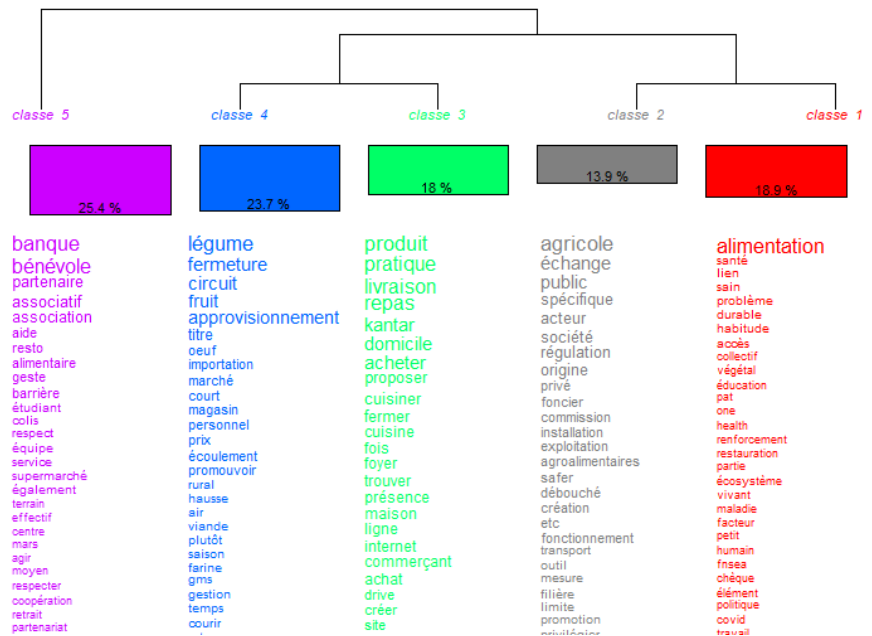 classe 5
classe 4
classe 3
classe 2
classe 1
25.4 %
23.7 %
18 %
13.9 %
18.9 %
banque
bénévole
partenaire
associatif
association
aide
resto
alimentaire
geste
barrière
étudiant
colis
respect
équipe
service
supermarché
également
terrain
effectif
centre
mars
agir
moyen
respecter
coopération
retrait
partenariat
légume
fermeture
circuit
fruit
approvisionnement
titre
oeuf
importation
marché
court
magasin
personnel
prix
écoulement
promouvoir
rural
hausse
air
viande
plutôt
saison
farine
gms
gestion
temps
courir
produit
pratique
livraison
repas
kantar
domicile
acheter
proposer
cuisiner
fermer
cuisine
fois
foyer
trouver
présence
maison
ligne
internet
commerçant
achat
drive
créer
site
agricole
échange
public
spécifique
acteur
société
régulation
origine
privé
foncier
commission
installation
exploitation
agroalimentaires
safer
débouché
création
etc
fonctionnement
transport
outil
mesure
filière
limite
promotion
privilégier
alimentation
santé
lien
sain
problème
durable
habitude
accès
collectif
végétal
éducation
pat
one
health
renforcement
restauration
partie
écosystème
vivant
maladie
facteur
petit
humain
fnsea
chèque
élément
politique
covid
travail